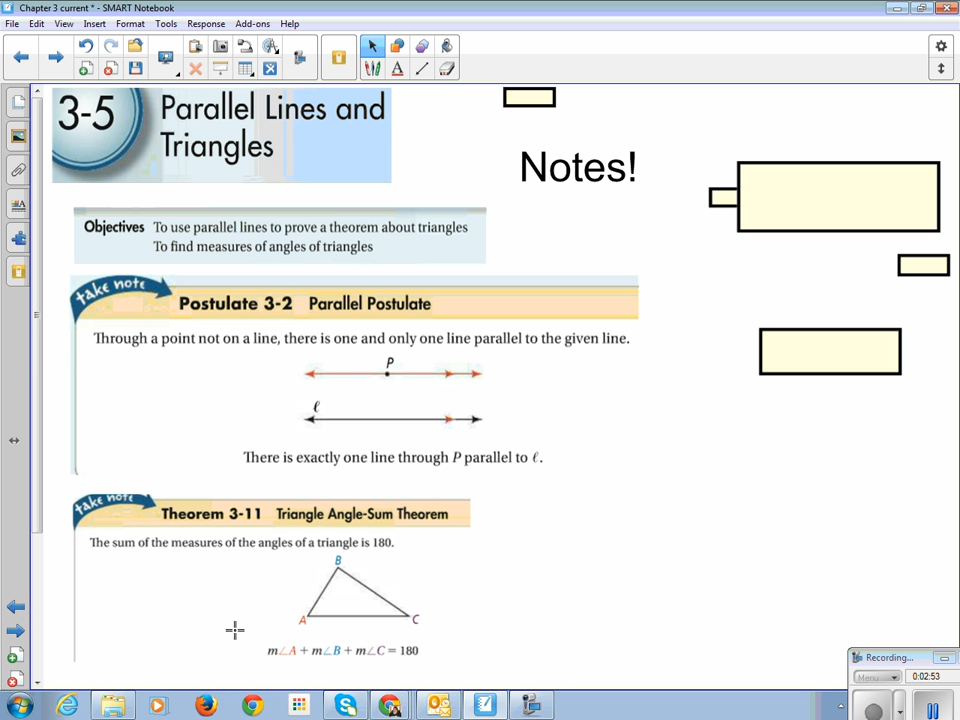 Chapter 3 current * - SMART Notebook
File Edit View Insert Format Tools Response Add-ons Help
3-5 Parallel Lines and
Triangles
Notes!
Objectives To use parallel lines to prove a theorem about triangles
To find measures of angles of triangles
take note
Postulate 3-2 Parallel Postulate
Through a point not on a line, there is one and only one line parallel to the given line.
P
ℓ
There is exactly one line through P parallel to ℓ.
take note
Theorem 3-11 Triangle Angle-Sum Theorem
The sum of the measures of the angles of a triangle is 180.
B
A C
m∠A + m∠B + m∠C = 180
Recording...
Menu 0:02:53